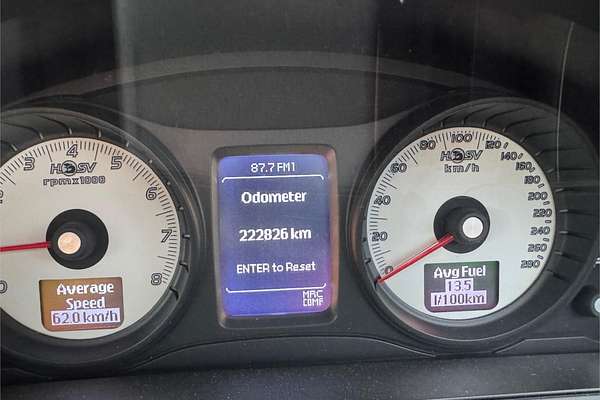 3 4 5 6 7 8
HSV
rpm x 1000
Average
Speed
62.0 km/h
87.7 FM1
Odometer
222826 km
ENTER to Reset
MRC
COMF
0 20 40 60 80 100 120 140 160 180 200 220 240 260 280
HSV
km/h
Avg Fuel
13.5
l/100km